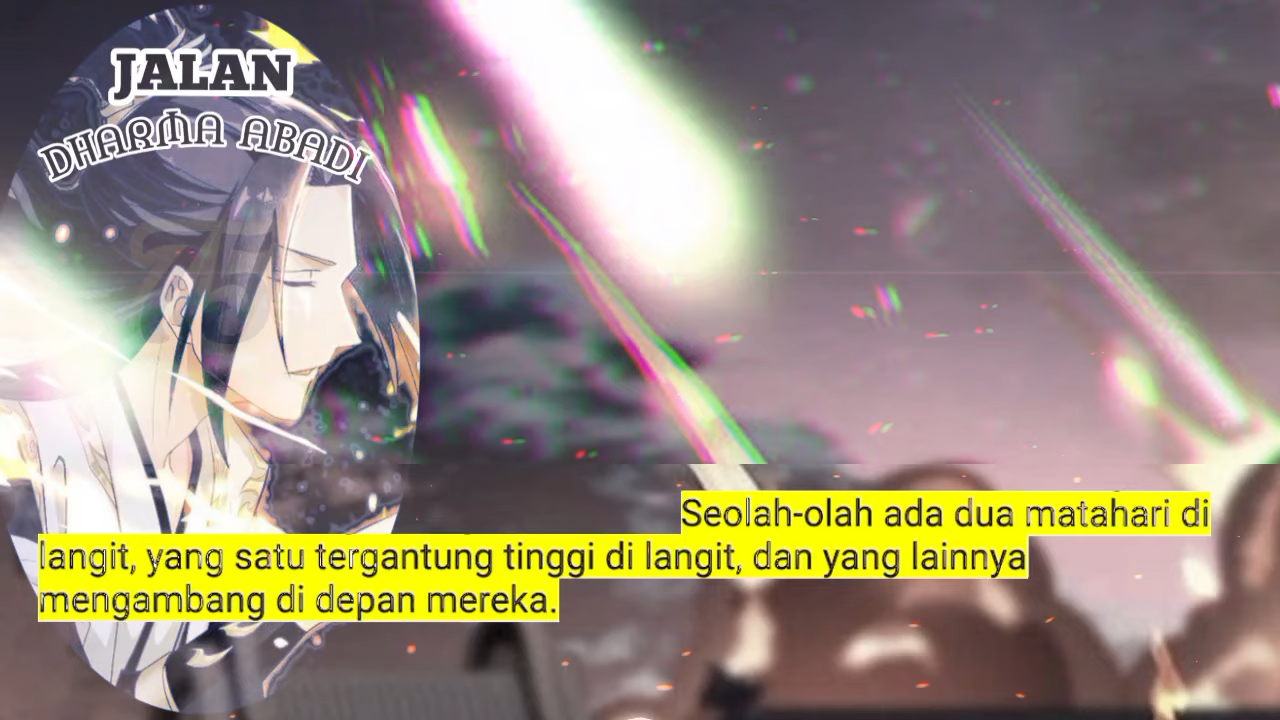 JALAN
DHARMA ABADI
Seolah-olah ada dua matahari di
langit, yang satu tergantung tinggi di langit, dan yang lainnya
mengambang di depan mereka.